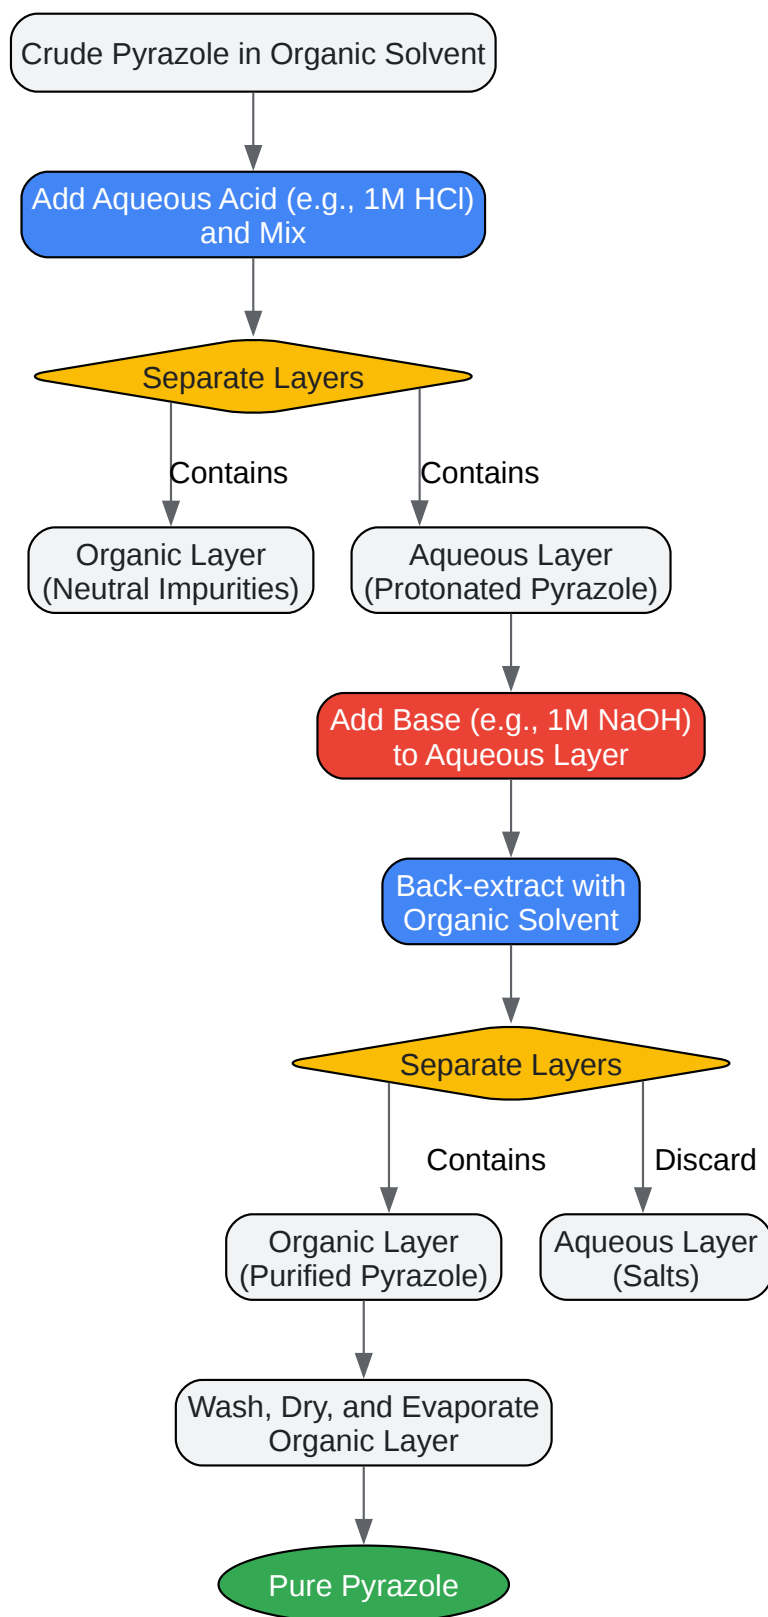 Crude Pyrazole in Organic Solvent
Add Aqueous Acid (e.g., 1M HCl)
and Mix
Separate Layers
Contains
Contains
Organic Layer
(Neutral Impurities)
Aqueous Layer
(Protonated Pyrazole)
Add Base (e.g., 1M NaOH)
to Aqueous Layer
Back-extract with
Organic Solvent
Separate Layers
Contains
Discard
Organic Layer
(Purified Pyrazole)
Aqueous Layer
(Salts)
Wash, Dry, and Evaporate
Organic Layer
Pure Pyrazole